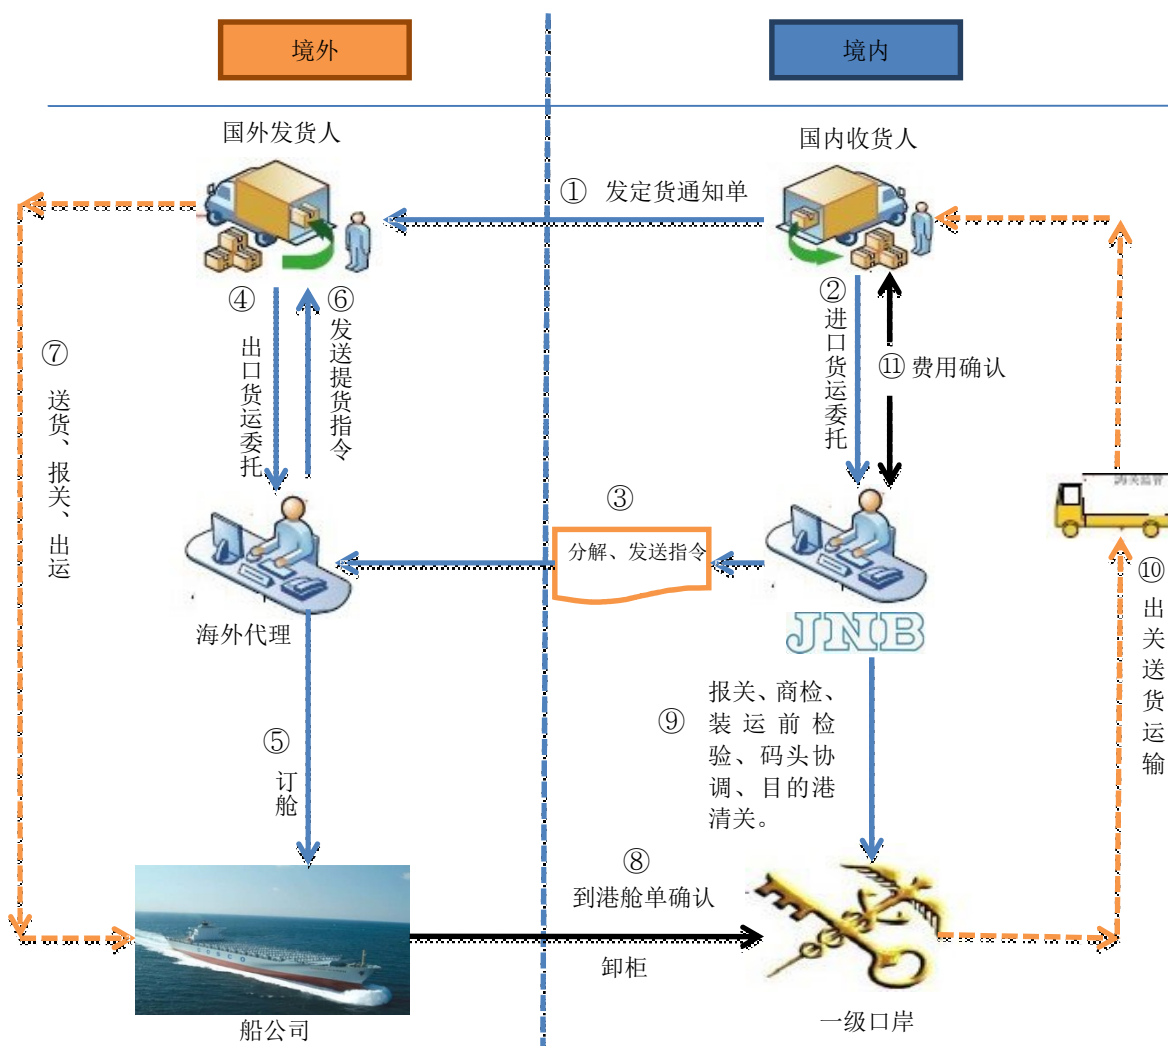 境外
境内
国外发货人
国内收货人
① 发定货通知单
④
出口货运委托
⑥
发送提货指令
②
进口货运委托
⑪ 费用确认
⑦
送货、报关、出运
③
分解、发送指令
海关监管
海外代理
JNB
⑩
出关送货运输
⑤
订舱
⑨
报关、商检、
装运前检
验、码头协
调、目的港
清关。
⑧
到港舱单确认
卸柜
COSCO
船公司
一级口岸